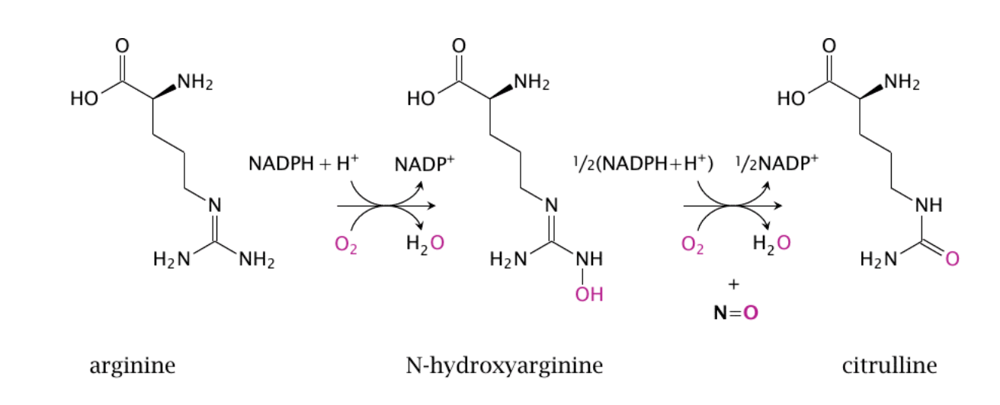 O O O
NH₂ NH₂ NH₂
HO HO HO
NADPH + H⁺ NADP⁺ ½(NADPH+H⁺) ½NADP⁺
N N NH
O₂ H₂O O₂ H₂O
H₂N NH₂ H₂N NH H₂N O
+
OH
N=O
arginine N-hydroxyarginine citrulline